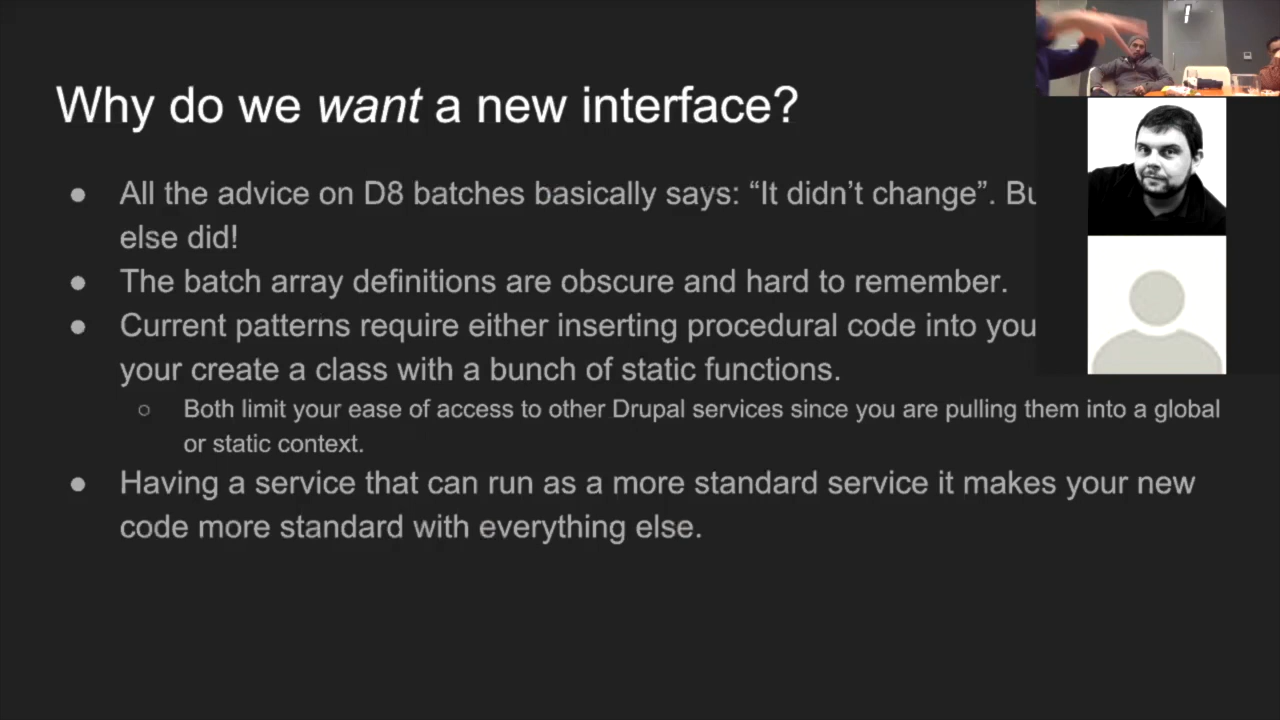 Why do we want a new interface?
● All the advice on D8 batches basically says: “It didn’t change”.
else did!
● The batch array definitions are obscure and hard to remember.
● Current patterns require either inserting procedural code into
your create a class with a bunch of static functions.
○ Both limit your ease of access to other Drupal services since you are pulling them into a global
or static context.
● Having a service that can run as a more standard service it makes your new
code more standard with everything else.